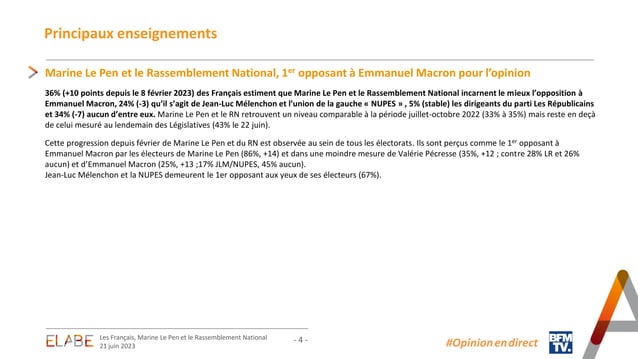 Principaux enseignements
Marine Le Pen et le Rassemblement National, 1er opposant à Emmanuel Macron pour l’opinion
36% (+10 points depuis le 8 février 2023) des Français estiment que Marine Le Pen et le Rassemblement National incarnent le mieux l’opposition à
Emmanuel Macron, 24% (-3) qu’il s’agit de Jean-Luc Mélenchon et l’union de la gauche « NUPES » , 5% (stable) les dirigeants du parti Les Républicains
et 34% (-7) aucun d’entre eux. Marine Le Pen et le RN retrouvent un niveau comparable à la période juillet-octobre 2022 (33% à 35%) mais reste en deçà
de celui mesuré au lendemain des Législatives (43% le 22 juin).
Cette progression depuis février de Marine Le Pen et du RN est observée au sein de tous les électorats. Ils sont perçus comme le 1er opposant à
Emmanuel Macron par les électeurs de Marine Le Pen (86%, +14) et dans une moindre mesure de Valérie Pécresse (35%, +12 ; contre 28% LR et 26%
aucun) et d’Emmanuel Macron (25%, +13 ;17% JLM/NUPES, 45% aucun).
Jean-Luc Mélenchon et la NUPES demeurent le 1er opposant aux yeux de ses électeurs (67%).
ELABE
Les Français, Marine Le Pen et le Rassemblement National
21 juin 2023
- 4 -
#Opinionendirect
BFM
TV.